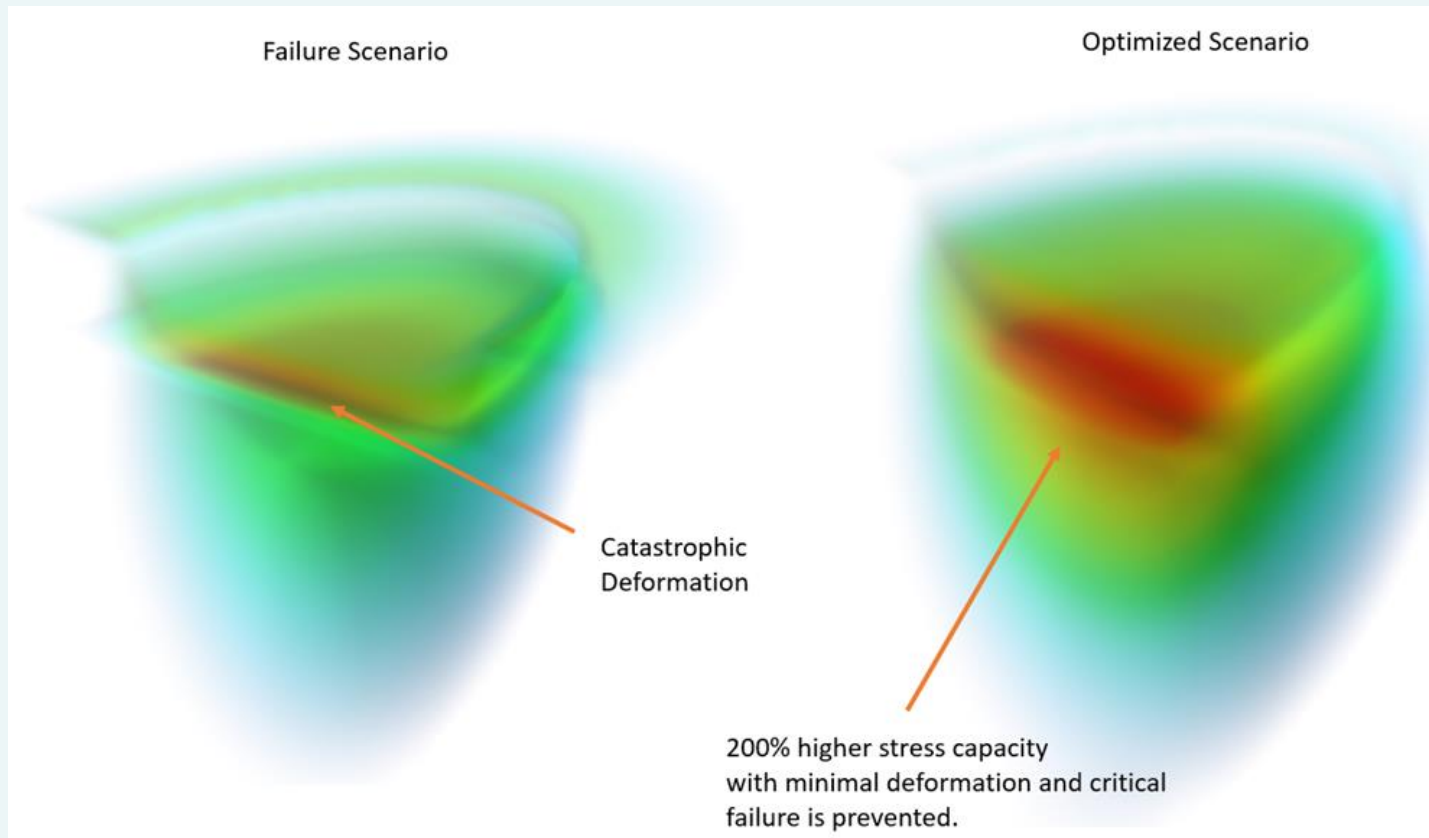 Failure Scenario
Optimized Scenario
Catastrophic
Deformation
200% higher stress capacity
with minimal deformation and critical
failure is prevented.